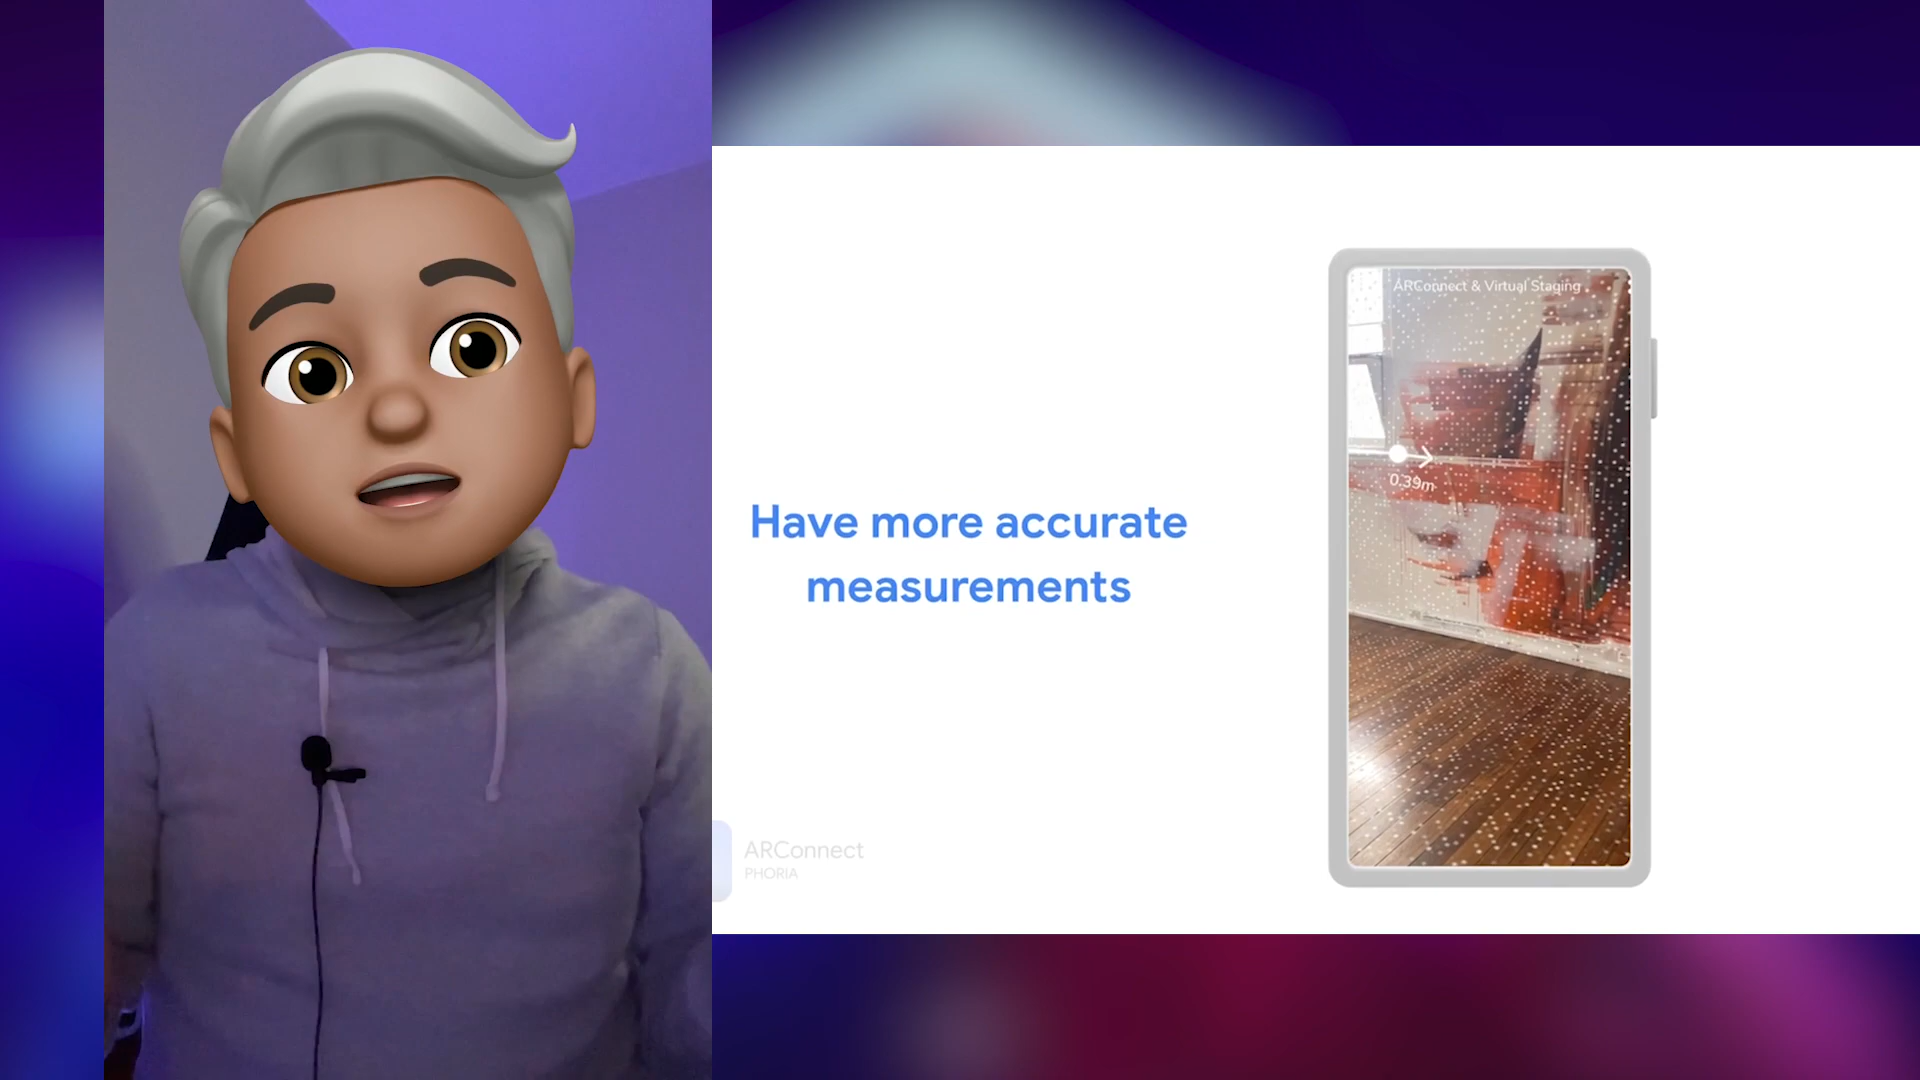 Have more accurate
measurements
ARConnect
PHORIA
ARConnect & Virtual Staging
0.39m